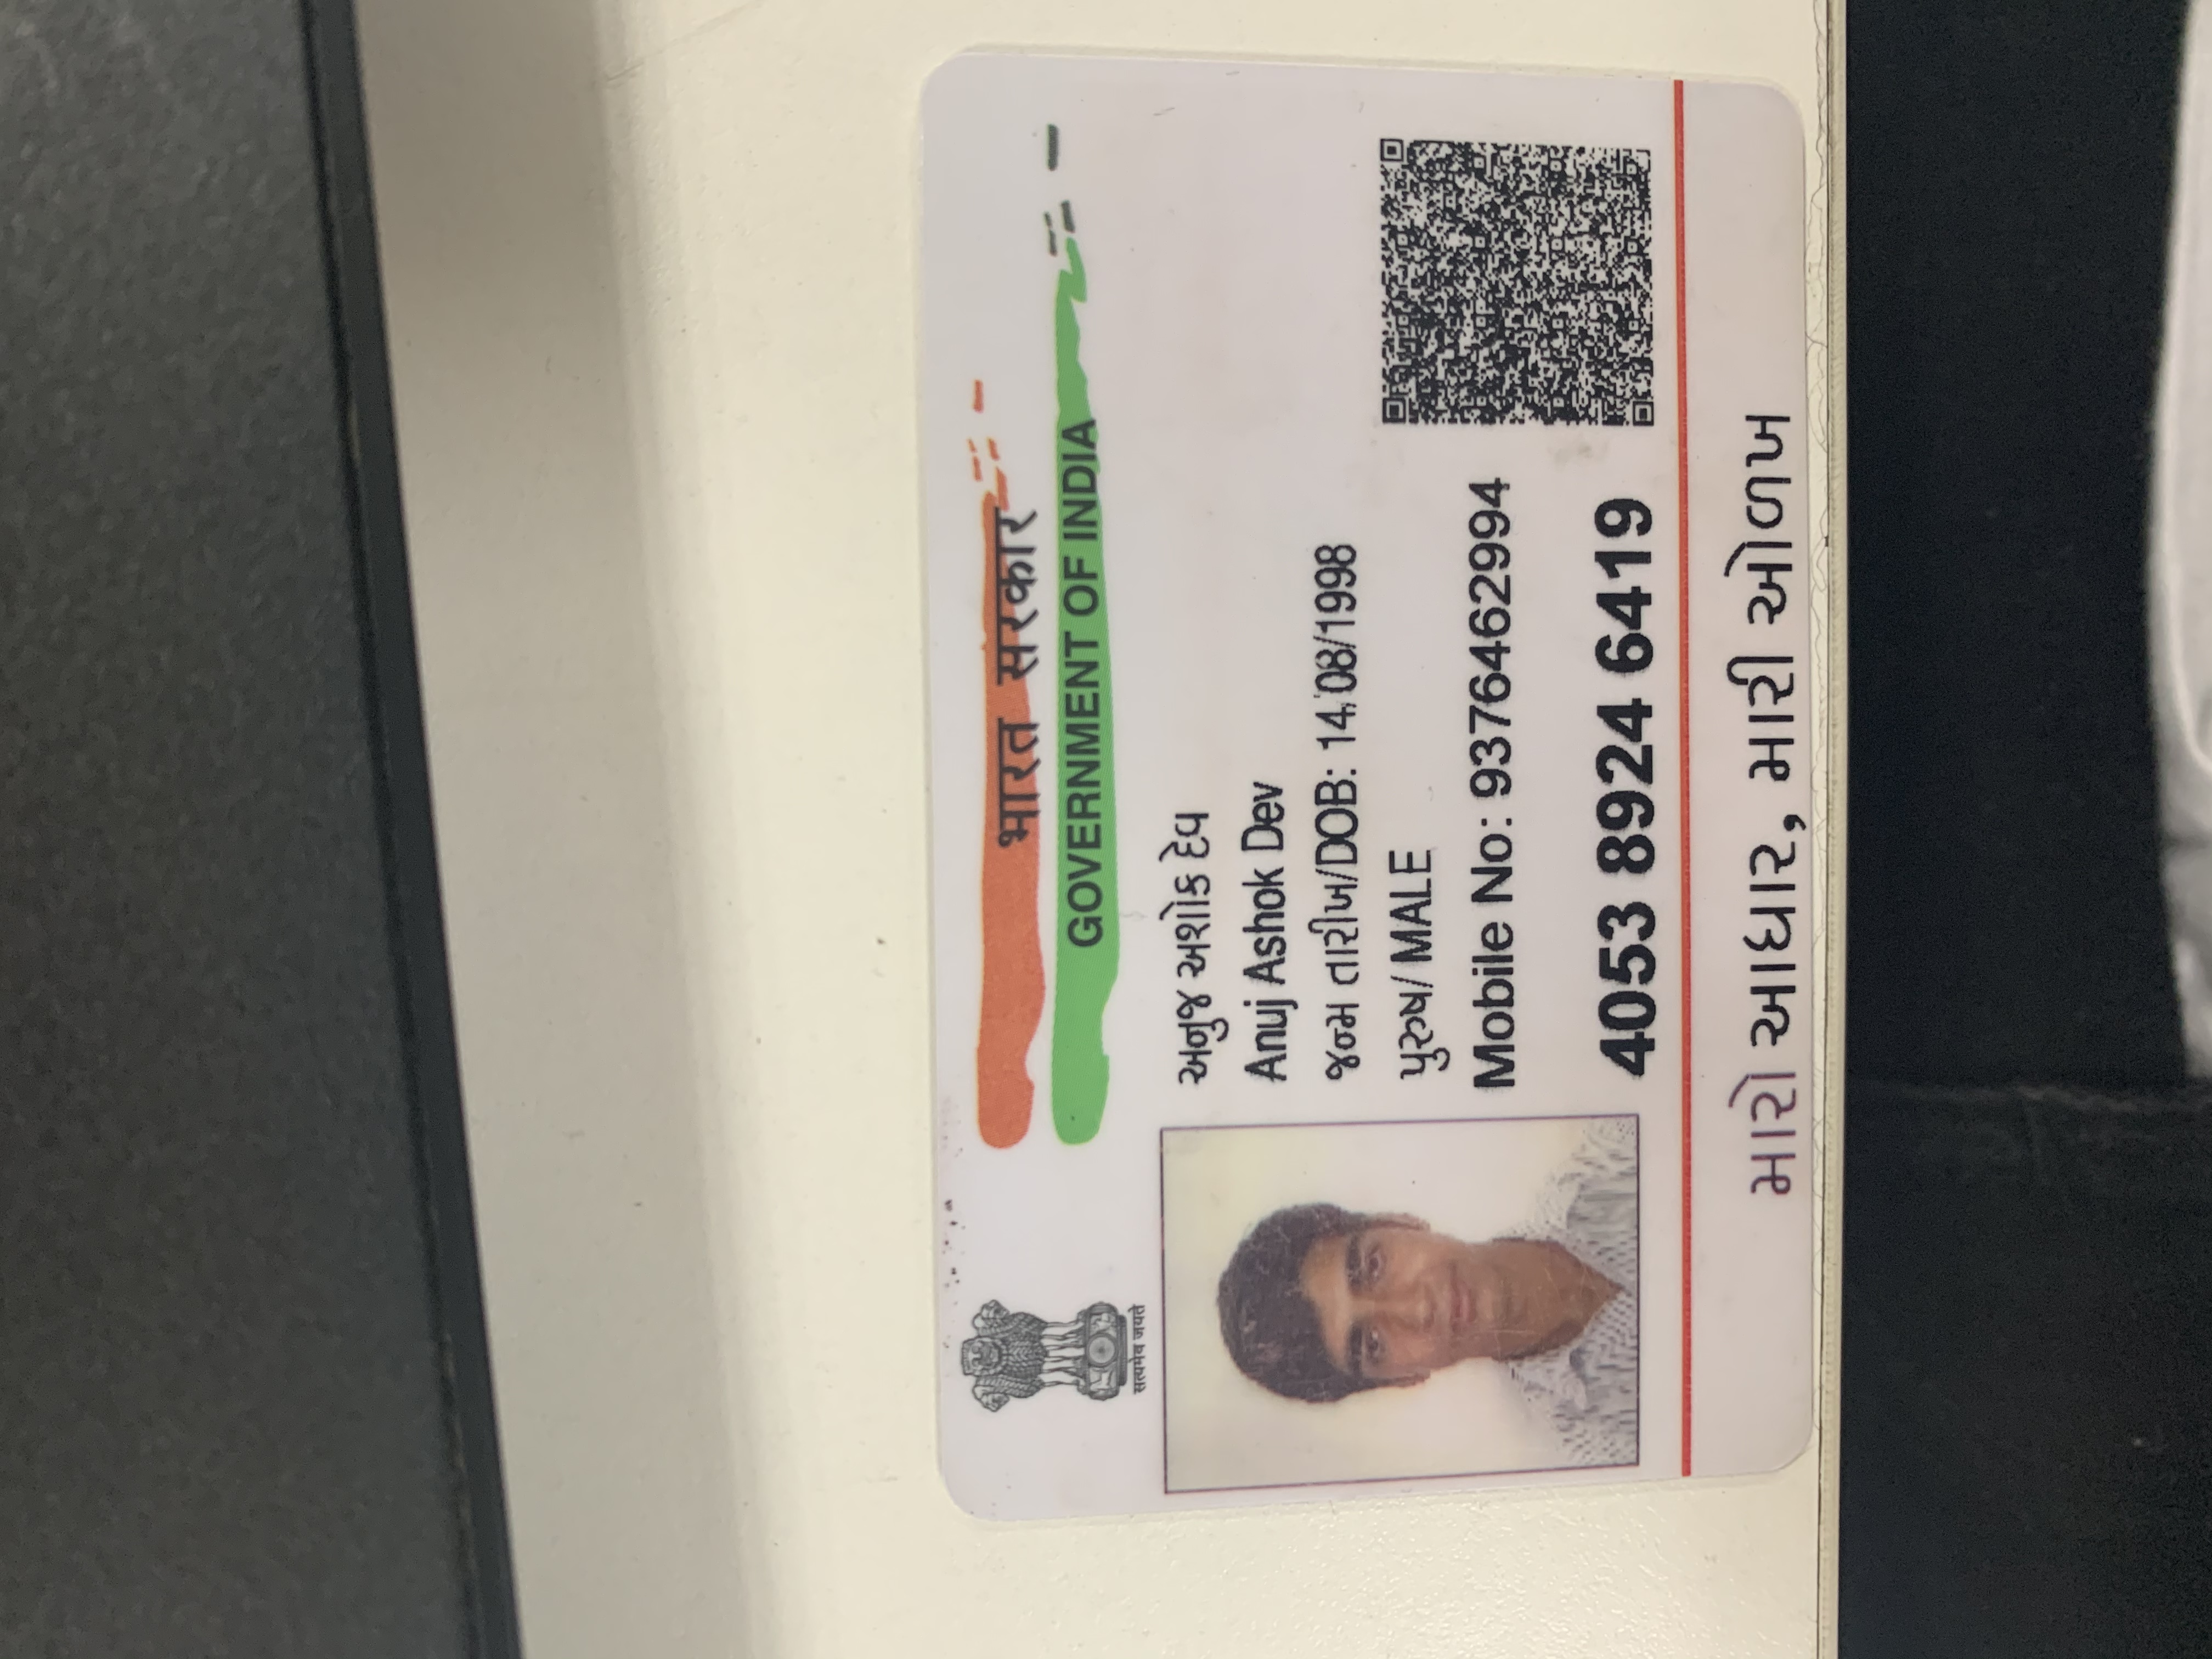 सत्यमेव जयते
भारत सरकार
GOVERNMENT OF INDIA
અનુજ અશોક દેવ
Anuj Ashok Dev
જન્મ તારીખ/DOB: 14/08/1998
પુરુષ/ MALE
Mobile No: 9376462994
4053 8924 6419
મારો આધાર, મારી ઓળખ